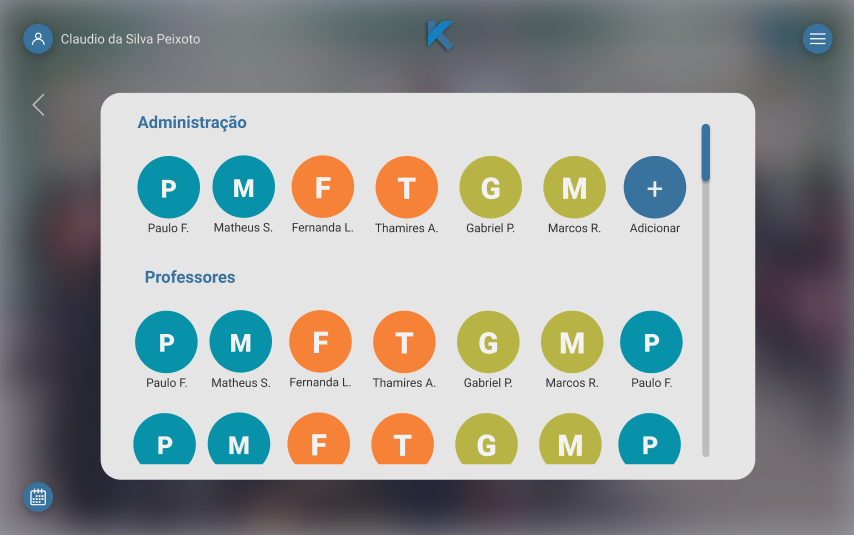 Claudio da Silva Peixoto
K
Administração
P M F T G M +
Paulo F. Matheus S. Fernanda L. Thamires A. Gabriel P. Marcos R. Adicionar
Professores
P M F T G M P
Paulo F. Matheus S. Fernanda L. Thamires A. Gabriel P. Marcos R. Paulo F.
P M F T G M P